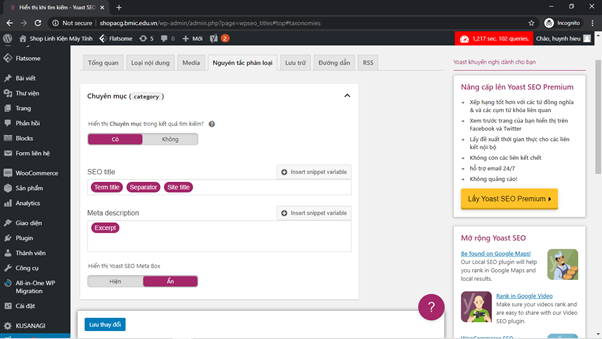 Hiển thị khi tìm kiếm - Yoast SE
Not secure | shopacg.bmic.edu.vn/wp-admin/admin.php?page=wpseo_titles#top#taxonomies
Incognito
Shop Linh Kiện Máy Tính
Flatsome
5
0
Mới
2
1,217 sec. 102 queries.
Chào, huynh hieu
Flatsome
Bài viết
Thư viện
Trang
Phản hồi
Blocks
Form liên hệ
WooCommerce
Sản phẩm
Analytics
Giao diện
Plugin
Thành viên
Công cụ
All-in-One WP
Migration
Cài đặt
KUSANAGI
Tổng quan
Loại nội dung
Media
Nguyên tắc phân loại
Lưu trữ
Đường dẫn
RSS
Chuyên mục ( category )
Hiển thị Chuyên mục trong kết quả tìm kiếm?
Có
Không
SEO title
Insert snippet variable
Term title
Separator
Site title
Meta description
Insert snippet variable
Excerpt
Hiển thị Yoast SEO Meta Box
Hiện
Ẩn
Lưu thay đổi
?
Yoast khuyến nghị dành cho bạn
Nâng cấp lên Yoast SEO Premium
Xếp hạng tốt hơn với các từ đồng nghĩa
& và các cụm từ khóa liên quan
Xem trước trang của bạn hiển thị trên
Facebook và Twitter
Lấy đề xuất thời gian thực cho các liên
kết nội bộ
Không còn các liên kết chết
hỗ trợ email 24/7
Không quảng cáo!
Lấy Yoast SEO Premium
Mở rộng Yoast SEO
Be found on Google Maps!
Our Local SEO plugin will help
you rank in Google Maps and
local results.
Rank in Google Video
Make sure your videos rank and
are easy to share with our Video
SEO plugin.
WooCommerce SEO